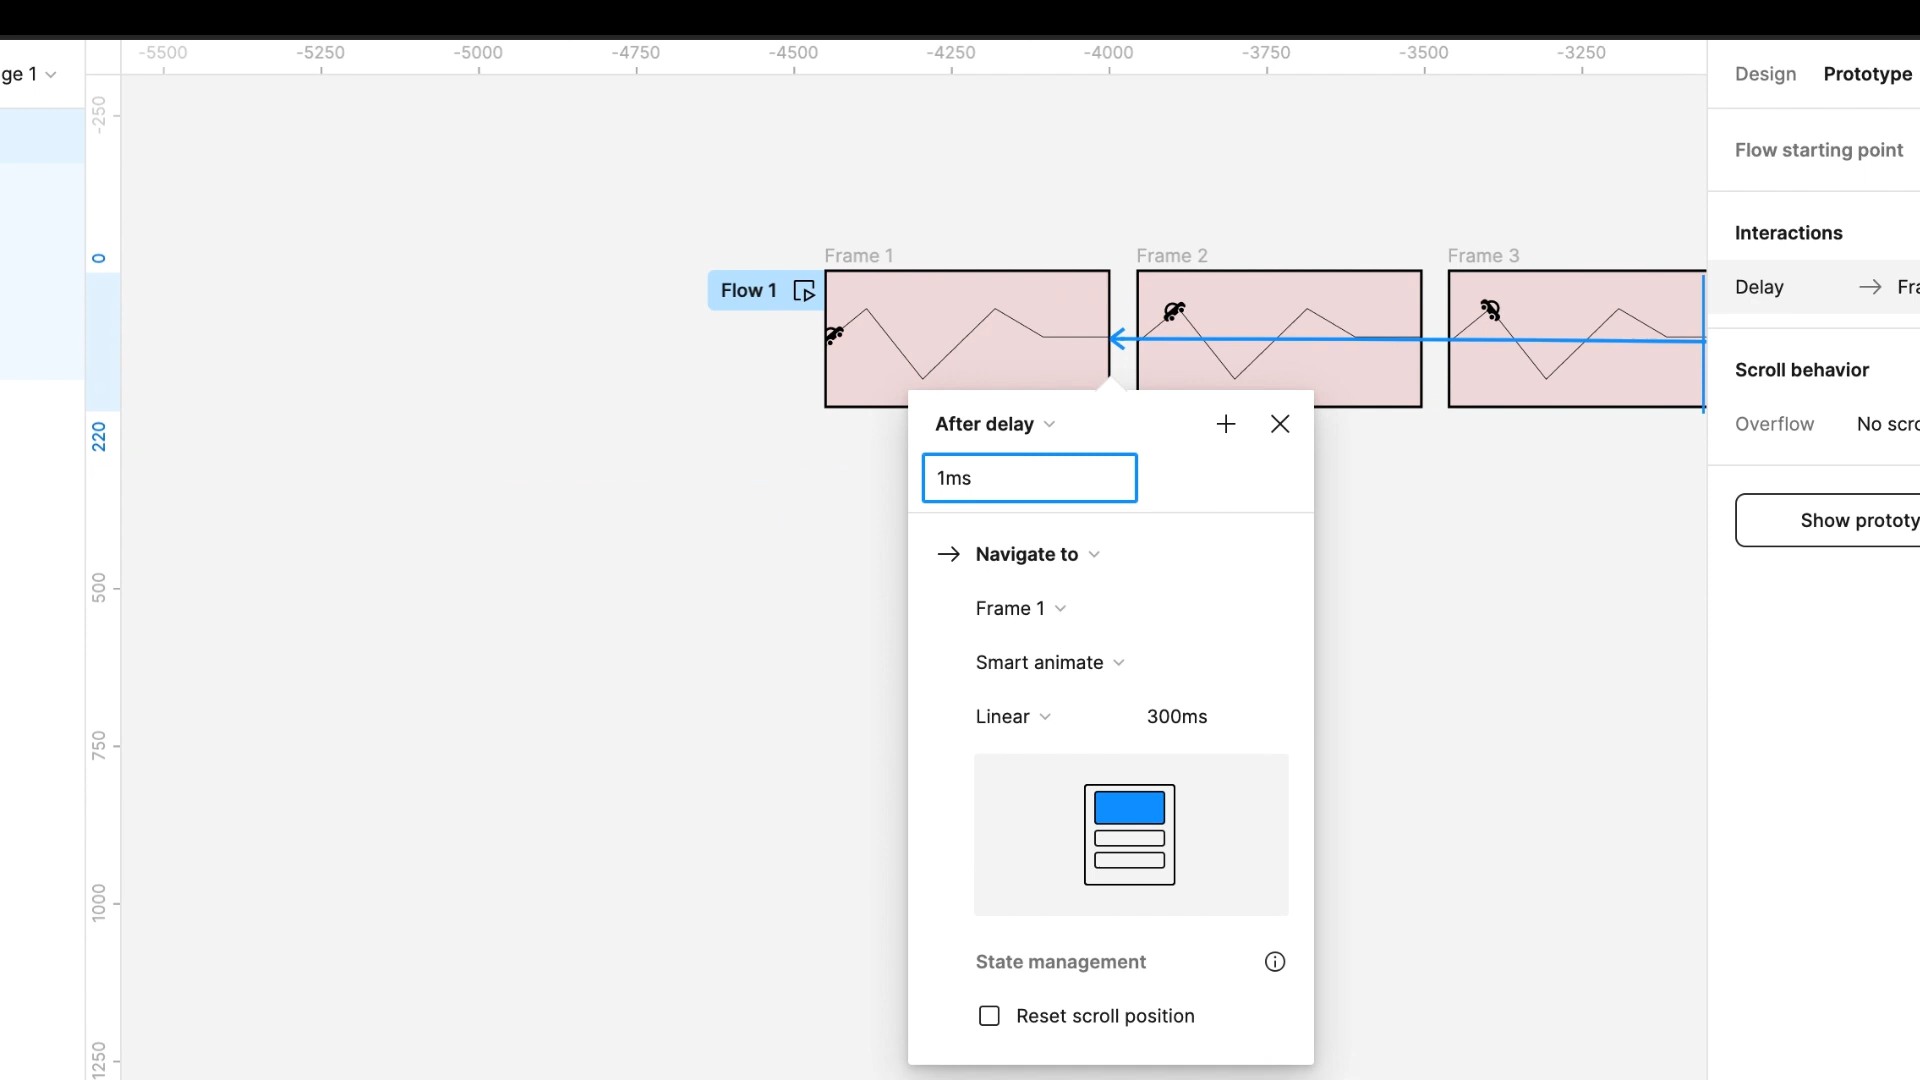 -5500 -5250 -5000 -4750 -4500 -4250 -4000 -3750 -3500 -3250
ge 1
Design Prototype
-250
Flow starting point
Interactions
0
Frame 1 Frame 2 Frame 3
Flow 1
Delay → Fra
Scroll behavior
After delay
Overflow No scro
220
1ms
Show prototy
→ Navigate to
500
Frame 1
Smart animate
Linear 300ms
750
1000
State management
Reset scroll position
1250